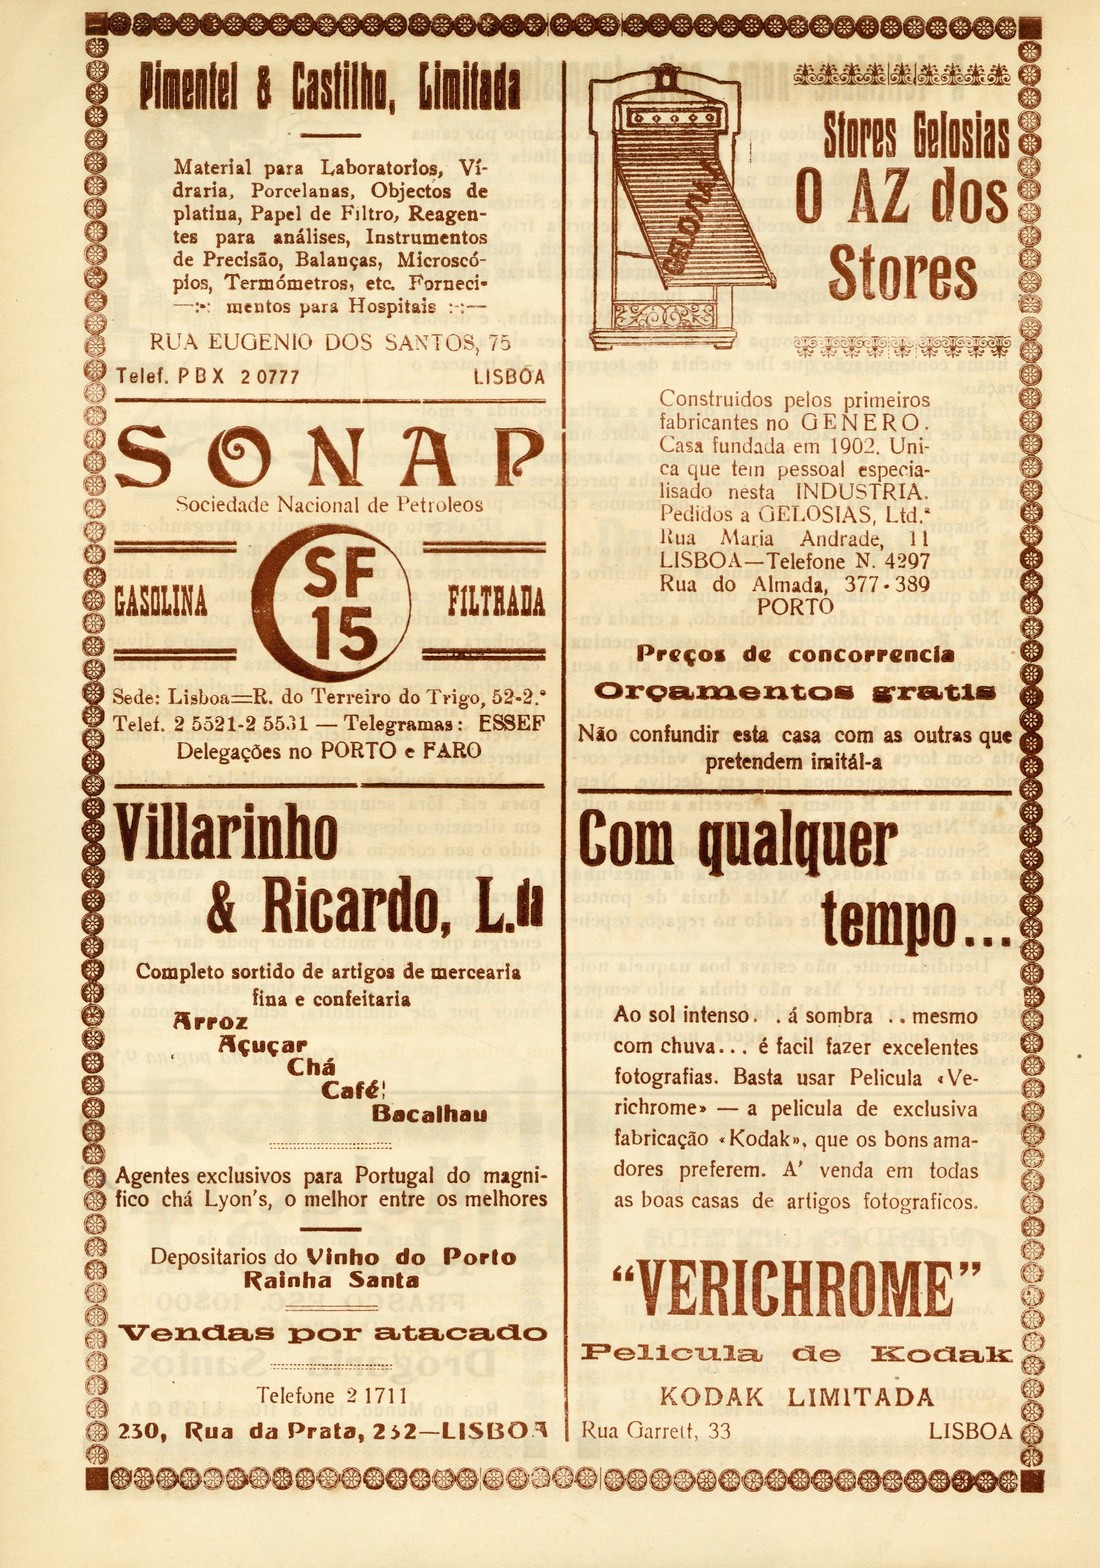 Pimentel & Castilho, Limitada
Material para Laboratorios, Vi-
draria, Porcelanas, Objectos de
platina, Papel de Filtro, Reagen-
tes para análises, Instrumentos
de Precisão, Balanças, Microscó-
pios, Termómetros, etc. Forneci-
—:-: mentos para Hospitais :-:—
RUA EUGENIO DOS SANTOS, 75
Telef. PBX 20777 LISBOA
SONAP
Sociedade Nacional de Petroleos
GASOLINA SF 15 FILTRADA
Sede: Lisboa=R. do Terreiro do Trigo, 52-2.º
Telef. 2 5521-2 5531 — Telegramas: ESSEF
Delegações no PORTO e FARO
Villarinho
& Ricardo, L.da
Completo sortido de artigos de mercearia
fina e confeitaria
Arroz
Açuçar
Chá
Café
Bacalhau
Agentes exclusivos para Portugal do magni-
fico chá Lyon's, o melhor entre os melhores
Depositarios do Vinho do Porto
Rainha Santa
Vendas por atacado
Telefone 2 1711
230, Rua da Prata, 232—LISBOA
GELOSIA
Stores Gelosias
O AZ dos
Stores
Construidos pelos primeiros
fabricantes no GENERO.
Casa fundada em 1902. Uni-
ca que tem pessoal especia-
lisado nesta INDUSTRIA.
Pedidos a GELOSIAS, Ltd.ª
Rua Maria Andrade, 11
LISBOA—Telefone N. 4297
Rua do Almada, 377-389
PORTO
Preços de concorrencia
Orçamentos gratis
Não confundir esta casa com as outras que
pretendem imitál-a
Com qualquer
tempo...
Ao sol intenso. . . á sombra . . mesmo
com chuva... é facil fazer excelentes
fotografias. Basta usar Pelicula «Ve-
richrome» — a pelicula de exclusiva
fabricação «Kodak», que os bons ama-
dores preferem. A' venda em todas
as boas casas de artigos fotograficos.
“VERICHROME”
Pelicula de Kodak
KODAK LIMITADA
Rua Garrett, 33 LISBOA